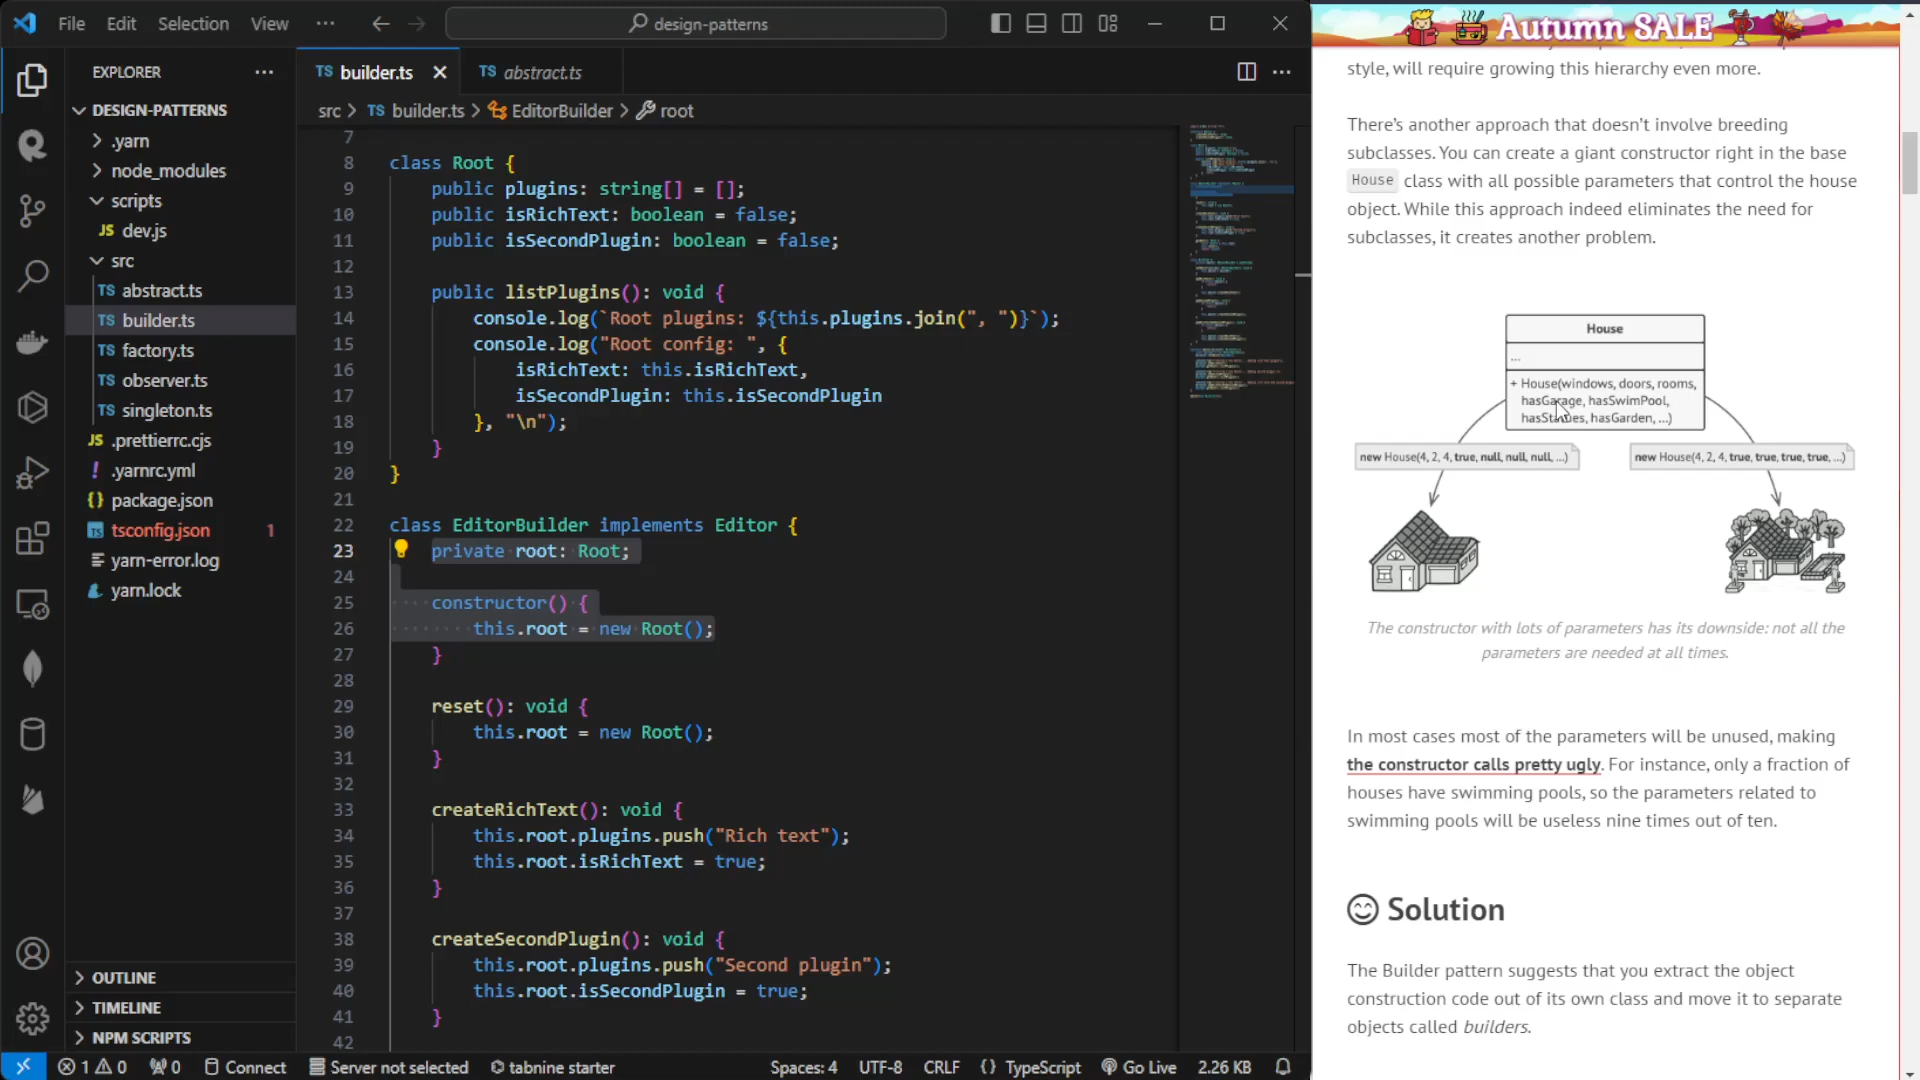 File Edit Selection View ··· design-patterns
EXPLORER ···
DESIGN-PATTERNS
.yarn
node_modules
scripts
JS dev.js
src
TS abstract.ts
TS builder.ts
TS factory.ts
TS observer.ts
TS singleton.ts
JS .prettierrc.cjs
! .yarnrc.yml
{} package.json
TS tsconfig.json 1
yarn-error.log
yarn.lock
OUTLINE
TIMELINE
NPM SCRIPTS
TS builder.ts TS abstract.ts ···
src > TS builder.ts > EditorBuilder > root
7
8 class Root {
9 public plugins: string[] = [];
10 public isRichText: boolean = false;
11 public isSecondPlugin: boolean = false;
12
13 public listPlugins(): void {
14 console.log(`Root plugins: ${this.plugins.join(", ")}`);
15 console.log("Root config: ", {
16 isRichText: this.isRichText,
17 isSecondPlugin: this.isSecondPlugin
18 }, "\n");
19 }
20 }
21
22 class EditorBuilder implements Editor {
23 private root: Root;
24
25 constructor() {
26 this.root = new Root();
27 }
28
29 reset(): void {
30 this.root = new Root();
31 }
32
33 createRichText(): void {
34 this.root.plugins.push("Rich text");
35 this.root.isRichText = true;
36 }
37
38 createSecondPlugin(): void {
39 this.root.plugins.push("Second plugin");
40 this.root.isSecondPlugin = true;
41 }
42
1 0 0 Connect Server not selected tabnine starter Spaces: 4 UTF-8 CRLF {} TypeScript Go Live 2.26 KB
Autumn SALE
style, will require growing this hierarchy even more.
There's another approach that doesn't involve breeding
subclasses. You can create a giant constructor right in the base
House class with all possible parameters that control the house
object. While this approach indeed eliminates the need for
subclasses, it creates another problem.
House
...
+ House(windows, doors, rooms,
hasGarage, hasSwimPool,
hasStatues, hasGarden, ...)
new House(4, 2, 4, true, null, null, null, ...)
new House(4, 2, 4, true, true, true, true, ...)
The constructor with lots of parameters has its downside: not all the
parameters are needed at all times.
In most cases most of the parameters will be unused, making
the constructor calls pretty ugly. For instance, only a fraction of
houses have swimming pools, so the parameters related to
swimming pools will be useless nine times out of ten.
Solution
The Builder pattern suggests that you extract the object
construction code out of its own class and move it to separate
objects called builders.